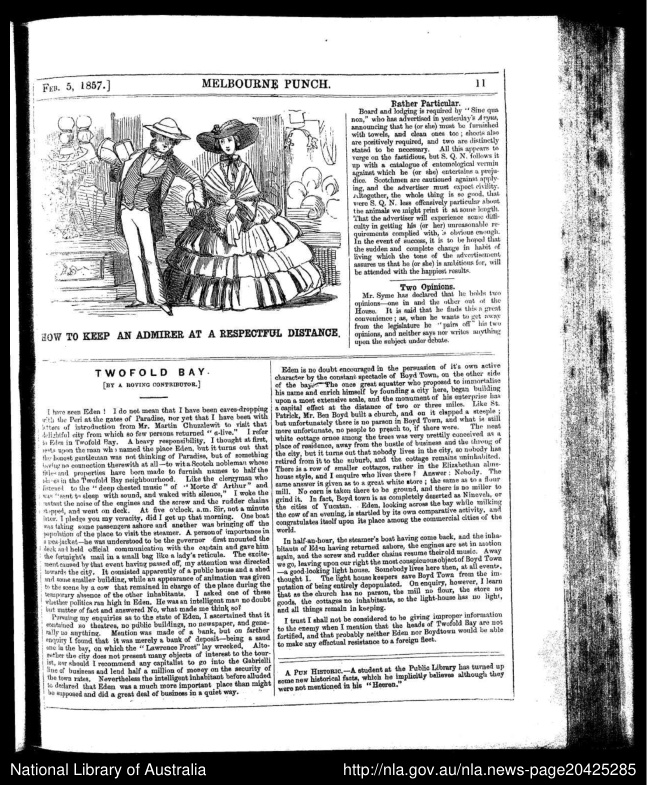 FEB. 5, 1857.]
MELBOURNE PUNCH.
11
HOW TO KEEP AN ADMIRER AT A RESPECTFUL DISTANCE.
Rather Particular.
Board and lodging is required by "Sine qua
non," who has advertised in yesterday's Argus,
announcing that he (or she) must be furnished
with towels, and clean ones too; sheets also
are positively required, and two are distinctly
stated to be necessary. All this appears to
verge on the fastidious, but S. Q. N. follows it
up with a catalogue of entomological vermin
against which he (or she) entertains a preju-
dice. Scotchmen are cautioned against apply-
ing, and the advertiser must expect civility.
Altogether, the whole thing is so good, that
were S. Q. N. less offensively particular about
the animals we might print it at some length.
That the advertiser will experience some diffi-
culty in getting his (or her) unreasonable re-
quirements complied with, is obvious enough.
In the event of success, it is to be hoped that
the sudden and complete change in habit of
living which the tone of the advertisement
assures us that he (or she) is ambitious for, will
be attended with the happiest results.
Two Opinions.
Mr. Syme has declared that he holds two
opinions—one in and the other out of the
House. It is said that he finds this a great
convenience; as, when he wants to get away
from the legislature he "pairs off" his two
opinions, and neither says nor writes anything
upon the subject under debate.
TWOFOLD BAY.
[BY A ROVING CONTRIBUTOR.]
I have seen Eden! I do not mean that I have been eaves-dropping
with the Peri at the gates of Paradise, nor yet that I have been with
letters of introduction from Mr. Martin Chuzzlewit to visit that
delightful city from which so few persons returned "a-live." I refer
to Eden in Twofold Bay. A heavy responsibility, I thought at first,
rests upon the man who named the place Eden, but it turns out that
the honest gentleman was not thinking of Paradise, but of something
having no connection therewith at all—to wit a Scotch nobleman whose
titles and properties have been made to furnish names to half the
places in the Twofold Bay neighbourhood. Like the clergyman who
listened to the "deep chested music" of "Morte d' Arthur" and
was "sent to sleep with sound, and waked with silence," I woke the
instant the noise of the engines and the screw and the rudder chains
stopped, and went on deck. At five o'clock, a.m. Sir, not a minute
later. I pledge you my veracity, did I get up that morning. One boat
was taking some passengers ashore and another was bringing off the
population of the place to visit the steamer. A person of importance in
a pea-jacket—he was understood to be the governor first mounted the
deck and held official communication with the captain and gave him
the fortnight's mail in a small bag like a lady's reticule. The excite-
ment caused by that event having passed off, my attention was directed
towards the city. It consisted apparently of a public house and a shed
and some smaller building, while an appearance of animation was given
to the scene by a cow that remained in charge of the place during the
temporary absence of the other inhabitants. I asked one of these
whether politics ran high in Eden. He was an intelligent man no doubt
but matter of fact and answered No, what made me think so?
Pursuing my enquiries as to the state of Eden, I ascertained that it
contained no theatres, no public buildings, no newspaper, and gene-
rally no anything. Mention was made of a bank, but on further
enquiry I found that it was merely a bank of deposit—being a sand
one in the bay, on which the "Lawrence Frost" lay wrecked. Alto-
gether the city does not present many objects of interest to the tour-
ist, nor should I recommend any capitalist to go into the Gabrielli
line of business and lend half a million of money on the security of
the town rates. Nevertheless the intelligent inhabitant before alluded
to declared that Eden was a much more important place than might
be supposed and did a great deal of business in a quiet way.
Eden is no doubt encouraged in the persuasion of it's own active
character by the constant spectacle of Boyd Town, on the other side
of the bay. The once great squatter who proposed to immortalise
his name and enrich himself by founding a city here, began building
upon a most extensive scale, and the monument of his enterprise has
a capital effect at the distance of two or three miles. Like St.
Patrick, Mr. Ben Boyd built a church, and on it clapped a steeple;
but unfortunately there is no parson in Boyd Town, and what is still
more unfortunate, no people to preach to, if there were. The neat
white cottage ornée among the trees was very prettily conceived as a
place of residence, away from the bustle of business and the throng of
the city, but it turns out that nobody lives in the city, so nobody has
retired from it to the suburb, and the cottage remains uninhabited.
There is a row of smaller cottages, rather in the Elizabethan alms-
house style, and I enquire who lives there? Answer: Nobody. The
same answer is given as to a great white store; the same as to a flour
mill. No corn is taken there to be ground, and there is no miller to
grind it. In fact, Boyd town is as completely deserted as Nineveh, or
the cities of Yucatan. Eden, looking across the bay while milking
the cow of an evening, is startled by its own comparative activity, and
congratulates itself upon its place among the commercial cities of the
world.
In half-an-hour, the steamer's boat having come back, and the inha-
bitants of Eden having returned ashore, the engines are set in motion
again, and the screw and rudder chains resume their old music. Away
we go, leaving upon our right the most conspicuous object of Boyd Town
—a good-looking light house. Somebody lives here then, at all events,
thought I. The light house keepers save Boyd Town from the im-
putation of being entirely depopulated. On enquiry, however, I learn
that as the church has no parson, the mill no flour, the store no
goods, the cottages no inhabitants, so the light-house has no light,
and all things remain in keeping.
I trust I shall not be considered to be giving improper information
to the enemy when I mention that the heads of Twofold Bay are not
fortified, and that probably neither Eden nor Boydtown would be able
to make any effectual resistance to a foreign fleet.
A PUN HISTORIC.—A student at the Public Library has turned up
some new historical facts, which he implicitly believes although they
were not mentioned in his "Heeren."
National Library of Australia
http://nla.gov.au/nla.news-page20425285